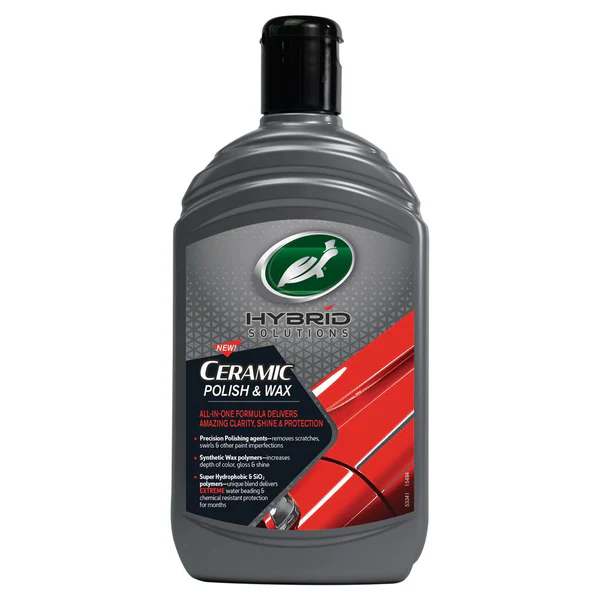 HYBRID
SOLUTIONS
NEW!
CERAMIC
POLISH & WAX
ALL-IN-ONE FORMULA DELIVERS
AMAZING CLARITY, SHINE & PROTECTION
• Precision Polishing agents—removes scratches,
swirls & other paint imperfections
• Synthetic Wax polymers—increases
depth of color, gloss & shine
• Super Hydrophobic & SiO₂
polymers—unique blend delivers
EXTREME water beading &
chemical resistant protection
for months
53341 15484